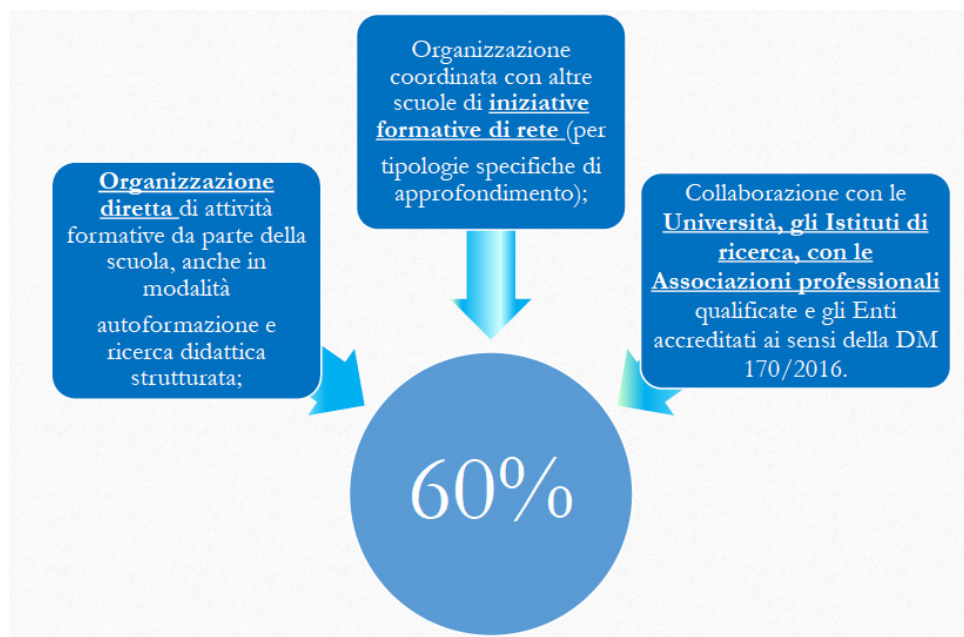 Organizzazione
coordinata con altre
scuole di iniziative
formative di rete (per
tipologie specifiche di
approfondimento);
Organizzazione
diretta di attività
formative da parte della
scuola, anche in
modalità
autoformazione e
ricerca didattica
strutturata;
Collaborazione con le
Università, gli Istituti di
ricerca, con le
Associazioni professionali
qualificate e gli Enti
accreditati ai sensi della DM
170/2016.
60%